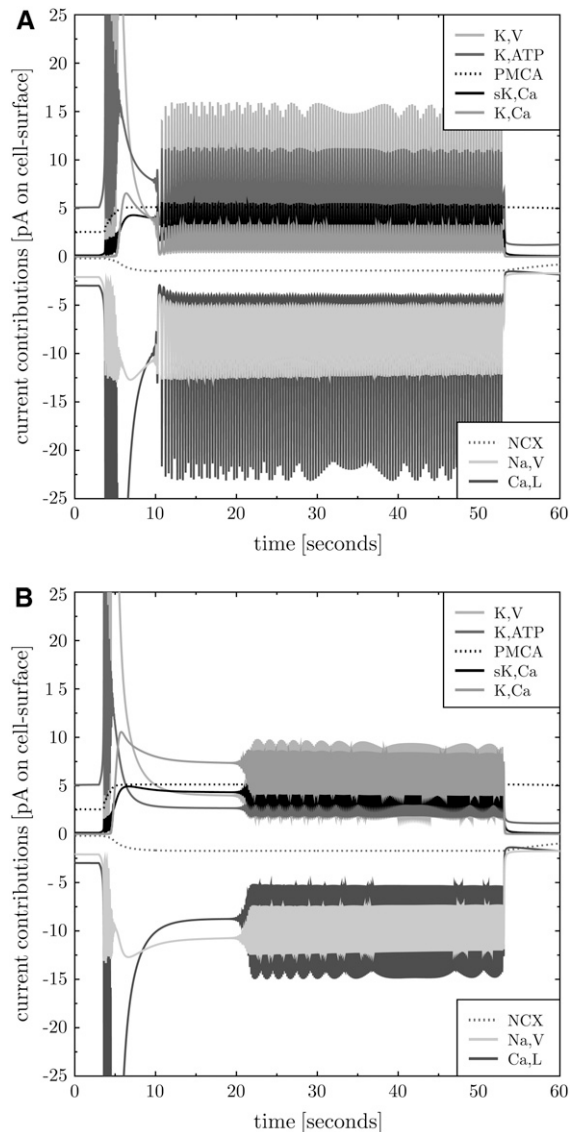 A
25
20
15
10
5
0
- 5
-10
-15
-20
-25
current contributions [pA on cell-surface]
K,V
K,ATP
PMCA
sK,Ca
K,Ca
NCX
Na,V
Ca,L
0 10 20 30 40 50 60
time [seconds]
B
25
20
15
10
5
0
- 5
-10
-15
-20
-25
current contributions [pA on cell-surface]
K,V
K,ATP
PMCA
sK,Ca
K,Ca
NCX
Na,V
Ca,L
0 10 20 30 40 50 60
time [seconds]